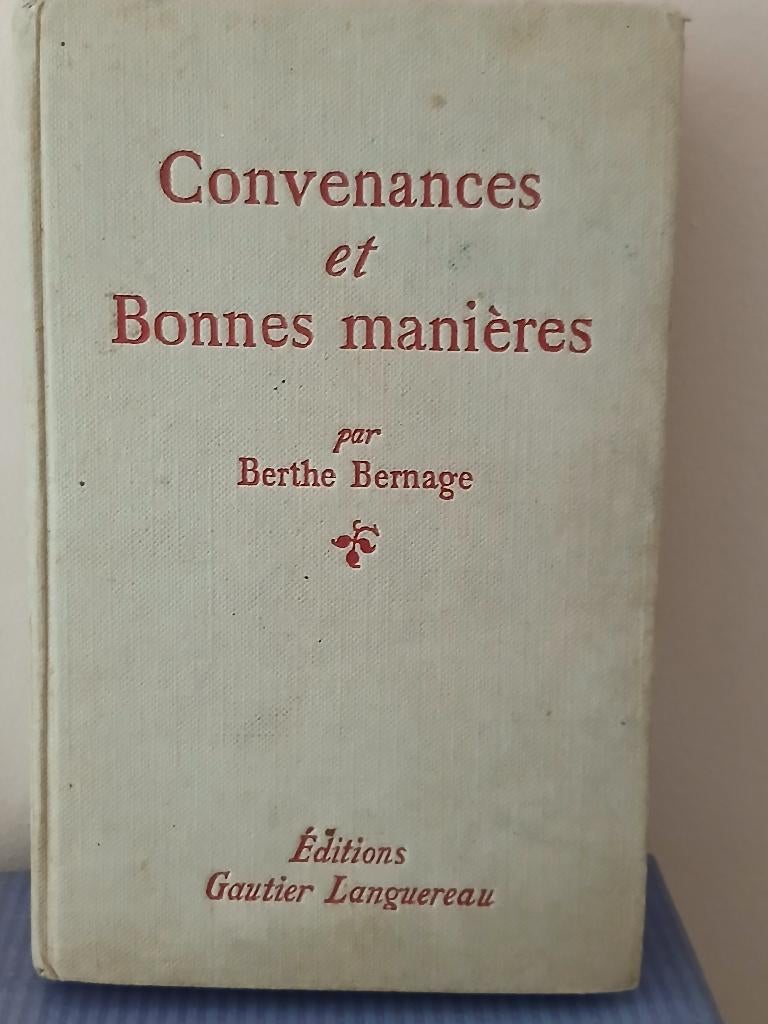 Convenances
et
Bonnes manières
par
Berthe Bernage
Éditions
Gautier Languereau